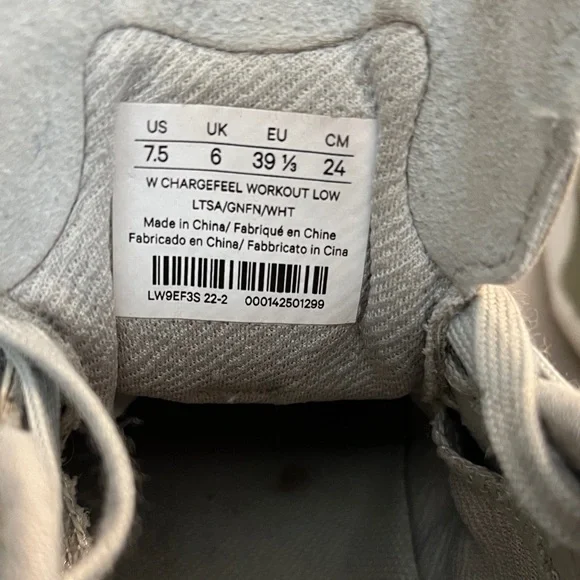 US UK EU CM
7.5 6 39 ⅓ 24
W CHARGEFEEL WORKOUT LOW
LTSA/GNFN/WHT
Made in China/ Fabriqué en Chine
Fabricado en China/ Fabbricato in Cina
LW9EF3S 22-2 000142501299